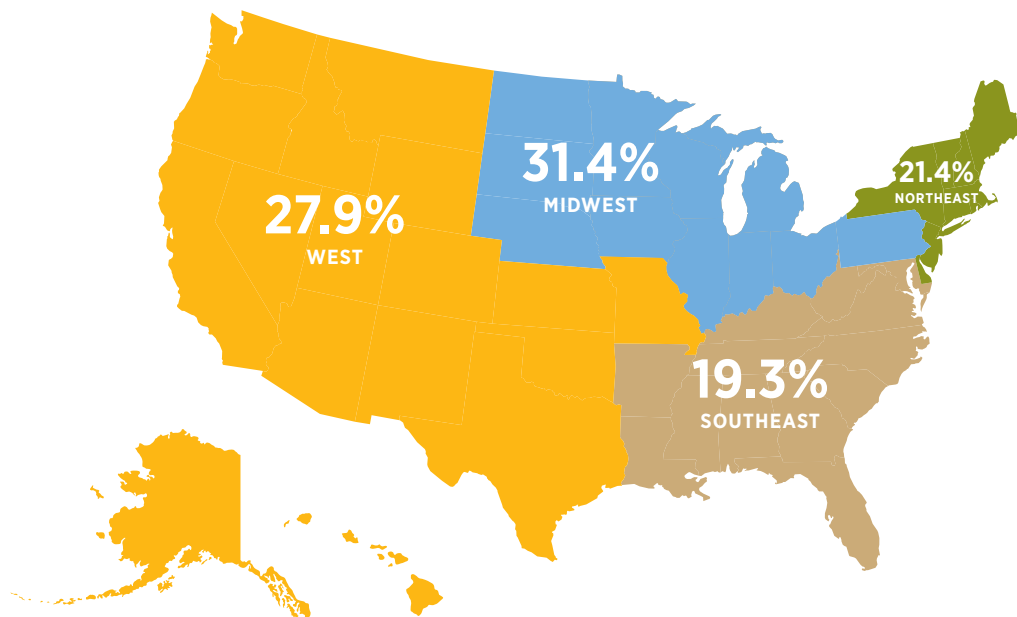 31.4%
MIDWEST
21.4%
NORTHEAST
27.9%
WEST
19.3%
SOUTHEAST